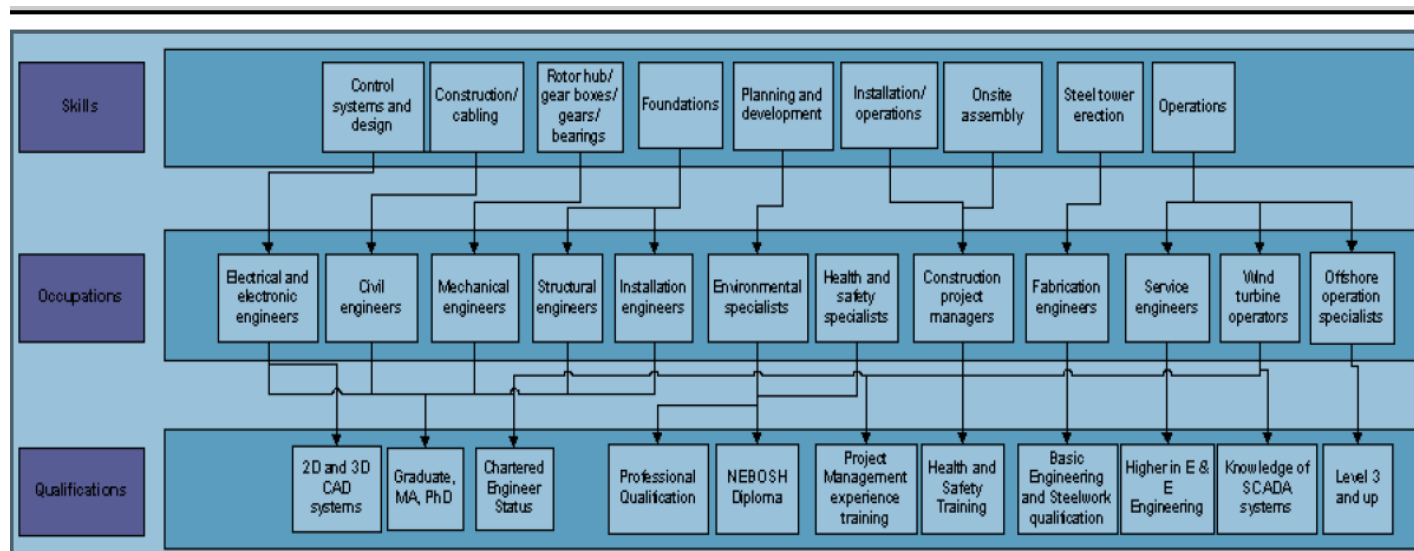 Skills
Control
systems and
design
Construction/
cabling
Rotor hub/
gear boxes/
gears/
bearings
Foundations
Planning and
development
Installation/
operations
Onsite
assembly
Steel tower
erection
Operations
Occupations
Electrical and
electronic
engineers
Civil
engineers
Mechanical
engineers
Structural
engineers
Installation
engineers
Environmental
specialists
Health and
safety
specialists
Construction
project
managers
Fabrication
engineers
Service
engineers
Wind
turbine
operators
Offshore
operation
specialists
Qualifications
2D and 3D
CAD
systems
Graduate,
MA, PhD
Chartered
Engineer
Status
Professional
Qualification
NEBOSH
Diploma
Project
Management
experience
training
Health and
Safety
Training
Basic
Engineering
and Steelwork
qualification
Higher in E &
E
Engineering
Knowledge of
SCADA
systems
Level 3
and up